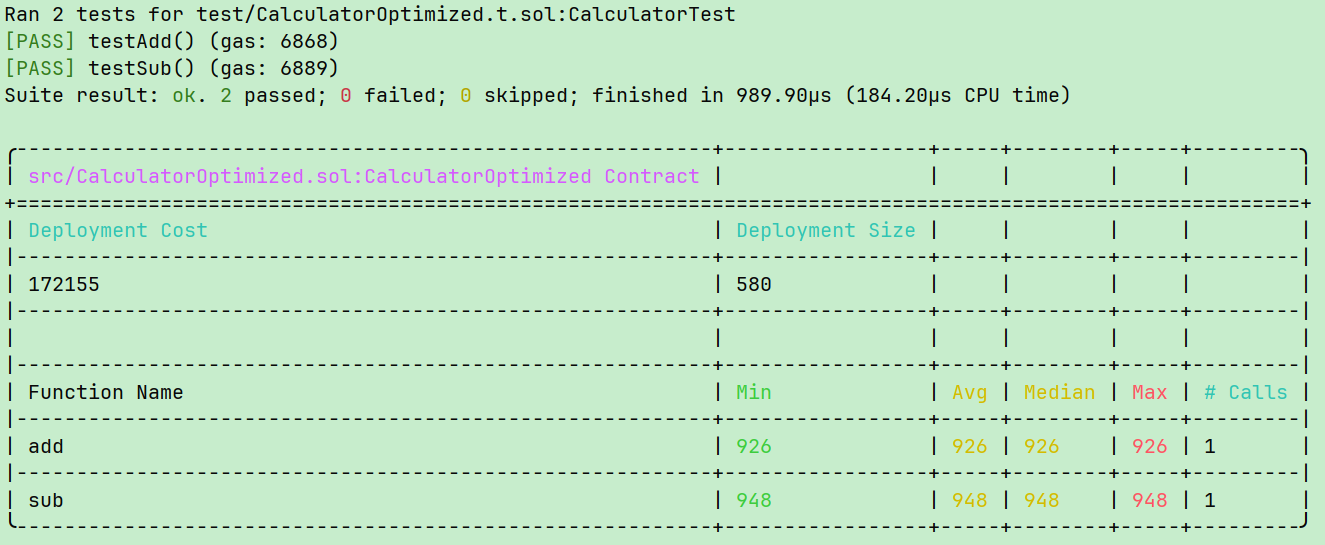 Ran 2 tests for test/CalculatorOptimized.t.sol:CalculatorTest
[PASS] testAdd() (gas: 6868)
[PASS] testSub() (gas: 6889)
Suite result: ok. 2 passed; 0 failed; 0 skipped; finished in 989.90µs (184.20µs CPU time)

╭----------------------------------------------------------+-----------------+-----+--------+-----+---------╮
| src/CalculatorOptimized.sol:CalculatorOptimized Contract |                 |     |        |     |         |
+===========================================================================================================+
| Deployment Cost                                          | Deployment Size |     |        |     |         |
|----------------------------------------------------------+-----------------+-----+--------+-----+---------|
| 172155                                                   | 580             |     |        |     |         |
|----------------------------------------------------------+-----------------+-----+--------+-----+---------|
|                                                          |                 |     |        |     |         |
|----------------------------------------------------------+-----------------+-----+--------+-----+---------|
| Function Name                                            | Min             | Avg | Median | Max | # Calls |
|----------------------------------------------------------+-----------------+-----+--------+-----+---------|
| add                                                      | 926             | 926 | 926    | 926 | 1       |
|----------------------------------------------------------+-----------------+-----+--------+-----+---------|
| sub                                                      | 948             | 948 | 948    | 948 | 1       |
╰----------------------------------------------------------+-----------------+-----+--------+-----+---------╯